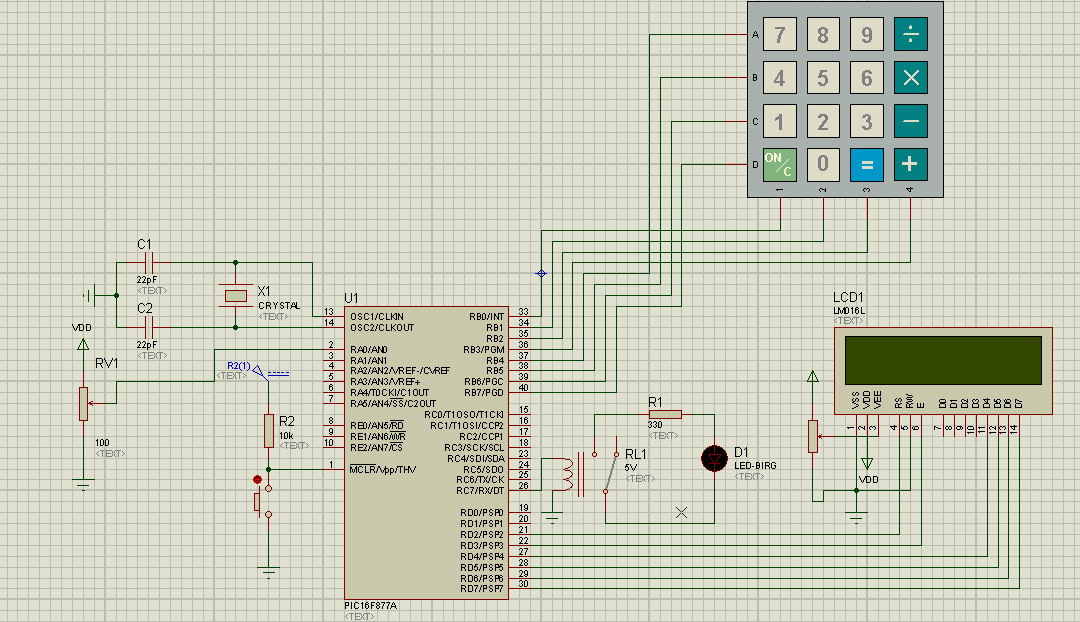 A 7 8 9 ÷
B 4 5 6 ×
C 1 2 3 −
D ON/C 0 = +
1 2 3 4
C1
22pF
<TEXT>
X1
CRYSTAL
<TEXT>
C2
22pF
<TEXT>
VDD
RV1
100
<TEXT>
R2(1)
<TEXT>
R2
10k
<TEXT>
U1
13 OSC1/CLKIN
14 OSC2/CLKOUT
2 RA0/AN0
3 RA1/AN1
4 RA2/AN2/VREF-/CVREF
5 RA3/AN3/VREF+
6 RA4/T0CKI/C1OUT
7 RA5/AN4/SS/C2OUT
8 RE0/AN5/RD
9 RE1/AN6/WR
10 RE2/AN7/CS
1 MCLR/Vpp/THV
RB0/INT 33
RB1 34
RB2 35
RB3/PGM 36
RB4 37
RB5 38
RB6/PGC 39
RB7/PGD 40
RC0/T1OSO/T1CKI 15
RC1/T1OSI/CCP2 16
RC2/CCP1 17
RC3/SCK/SCL 18
RC4/SDI/SDA 23
RC5/SDO 24
RC6/TX/CK 25
RC7/RX/DT 26
RD0/PSP0 19
RD1/PSP1 20
RD2/PSP2 21
RD3/PSP3 22
RD4/PSP4 27
RD5/PSP5 28
RD6/PSP6 29
RD7/PSP7 30
PIC16F877A
<TEXT>
R1
330
<TEXT>
RL1
5V
<TEXT>
D1
LED-BIRG
<TEXT>
LCD1
LM016L
<TEXT>
VSS VDD VEE RS RW E D0 D1 D2 D3 D4 D5 D6 D7
1 2 3 4 5 6 7 8 9 10 11 12 13 14
VDD